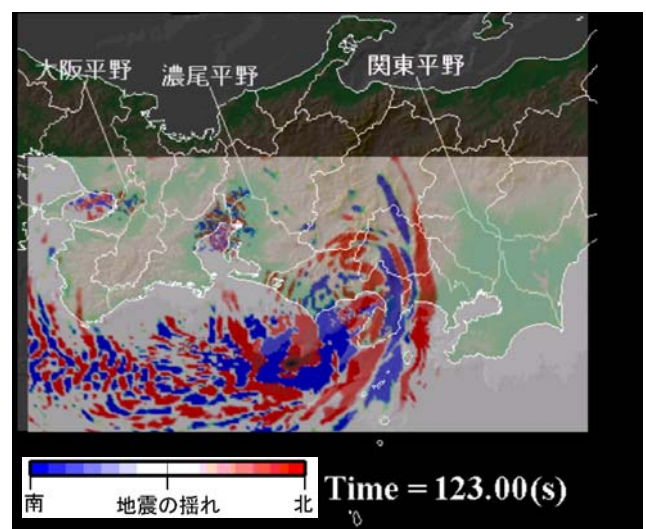 大阪平野
濃尾平野
関東平野
南
地震の揺れ
北
Time = 123.00(s)